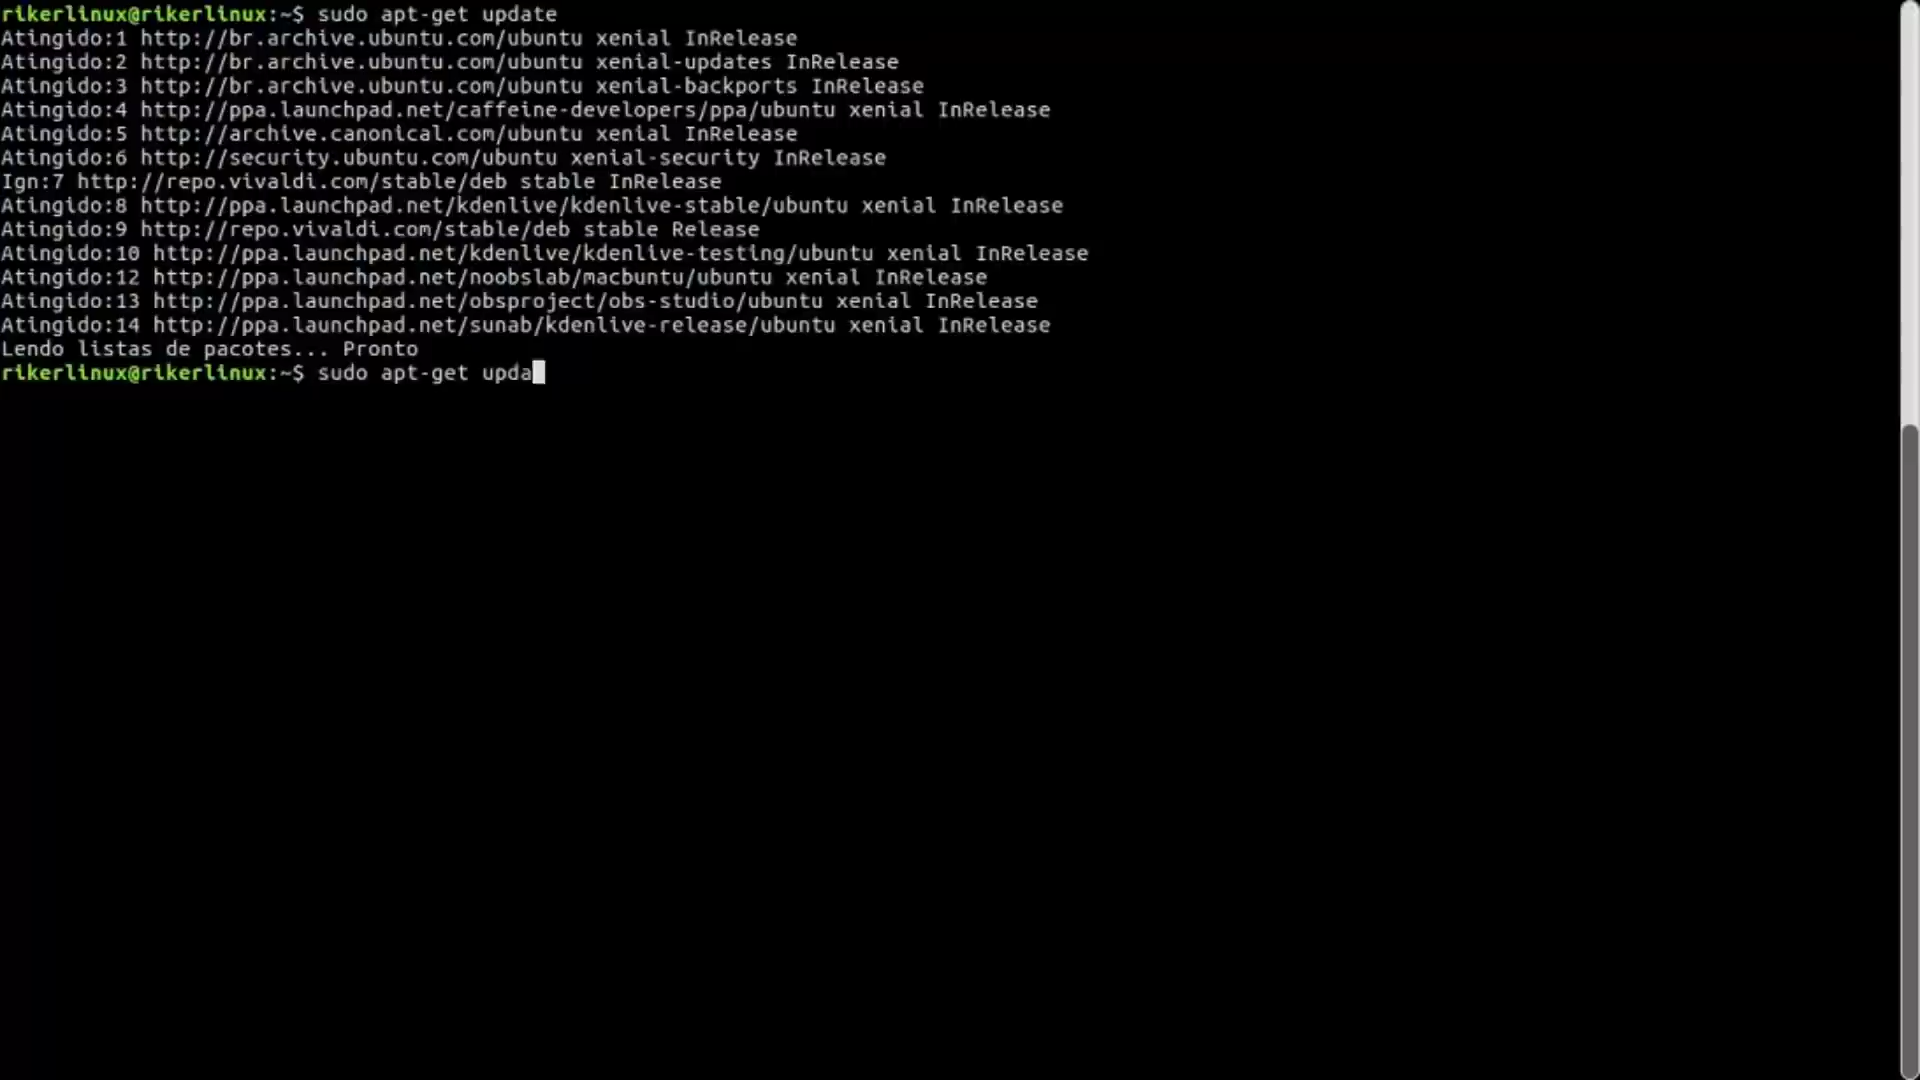 rikerlinux@rikerlinux:~$ sudo apt-get update
Atingido:1 http://br.archive.ubuntu.com/ubuntu xenial InRelease
Atingido:2 http://br.archive.ubuntu.com/ubuntu xenial-updates InRelease
Atingido:3 http://br.archive.ubuntu.com/ubuntu xenial-backports InRelease
Atingido:4 http://ppa.launchpad.net/caffeine-developers/ppa/ubuntu xenial InRelease
Atingido:5 http://archive.canonical.com/ubuntu xenial InRelease
Atingido:6 http://security.ubuntu.com/ubuntu xenial-security InRelease
Ign:7 http://repo.vivaldi.com/stable/deb stable InRelease
Atingido:8 http://ppa.launchpad.net/kdenlive/kdenlive-stable/ubuntu xenial InRelease
Atingido:9 http://repo.vivaldi.com/stable/deb stable Release
Atingido:10 http://ppa.launchpad.net/kdenlive/kdenlive-testing/ubuntu xenial InRelease
Atingido:12 http://ppa.launchpad.net/noobslab/macbuntu/ubuntu xenial InRelease
Atingido:13 http://ppa.launchpad.net/obsproject/obs-studio/ubuntu xenial InRelease
Atingido:14 http://ppa.launchpad.net/sunab/kdenlive-release/ubuntu xenial InRelease
Lendo listas de pacotes... Pronto
rikerlinux@rikerlinux:~$ sudo apt-get upda